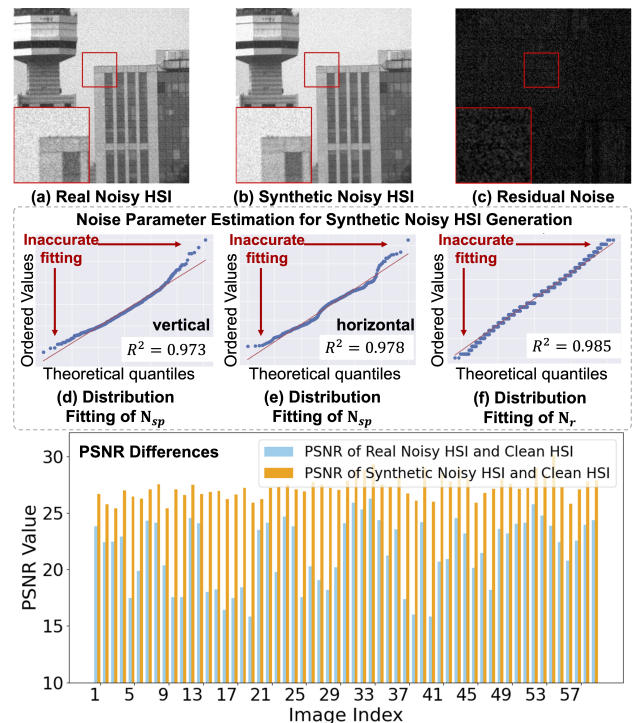 (a) Real Noisy HSI
(b) Synthetic Noisy HSI
(c) Residual Noise
Noise Parameter Estimation for Synthetic Noisy HSI Generation
Ordered Values
Inaccurate
fitting
vertical
R² = 0.973
Theoretical quantiles
(d) Distribution
Fitting of N_sp
Ordered Values
Inaccurate
fitting
horizontal
R² = 0.978
Theoretical quantiles
(e) Distribution
Fitting of N_sp
Ordered Values
Inaccurate
fitting
R² = 0.985
Theoretical quantiles
(f) Distribution
Fitting of N_r
PSNR Differences
PSNR of Real Noisy HSI and Clean HSI
PSNR of Synthetic Noisy HSI and Clean HSI
PSNR Value
30
25
20
15
10
1 5 9 13 17 21 25 29 33 37 41 45 49 53 57
Image Index